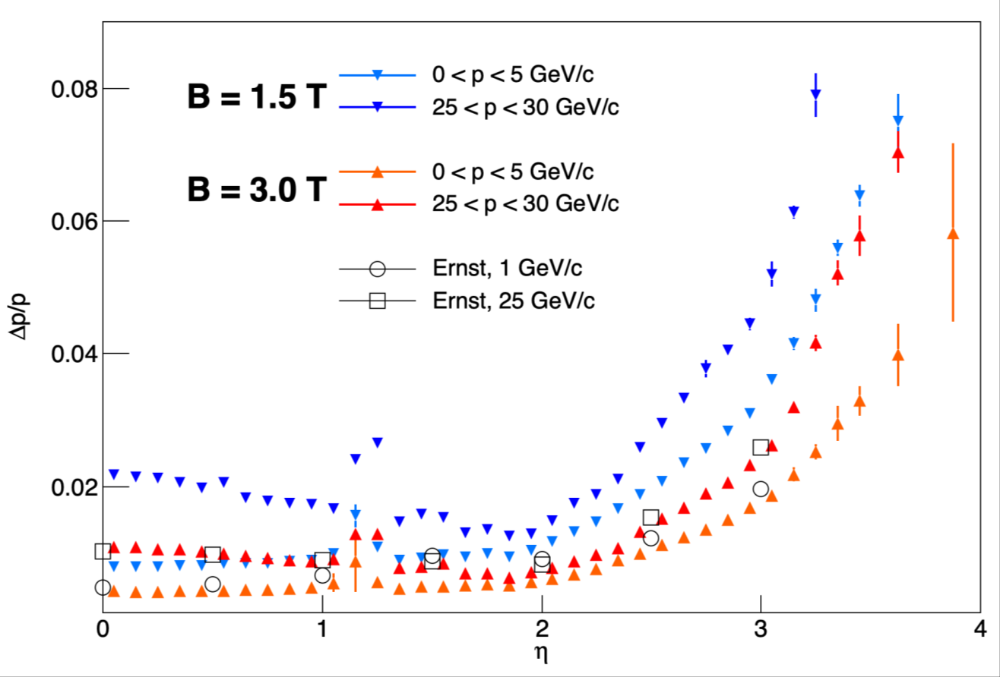 0.08
0.06
0.04
0.02
Δp/p
B = 1.5 T
0 < p < 5 GeV/c
25 < p < 30 GeV/c
B = 3.0 T
0 < p < 5 GeV/c
25 < p < 30 GeV/c
Ernst, 1 GeV/c
Ernst, 25 GeV/c
0 1 2 3 4
η